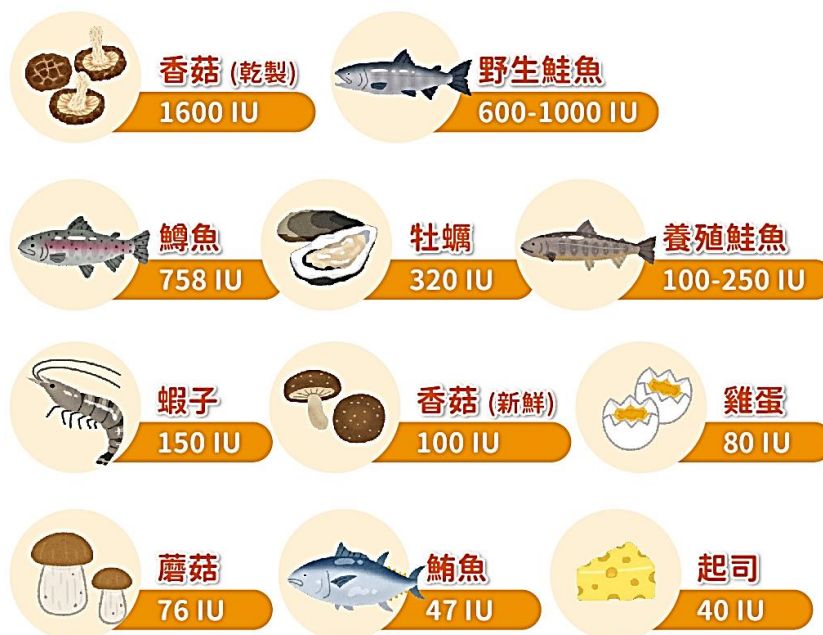 香菇 (乾製)
1600 IU
野生鮭魚
600-1000 IU
鱒魚
758 IU
牡蠣
320 IU
養殖鮭魚
100-250 IU
蝦子
150 IU
香菇 (新鮮)
100 IU
雞蛋
80 IU
蘑菇
76 IU
鮪魚
47 IU
起司
40 IU